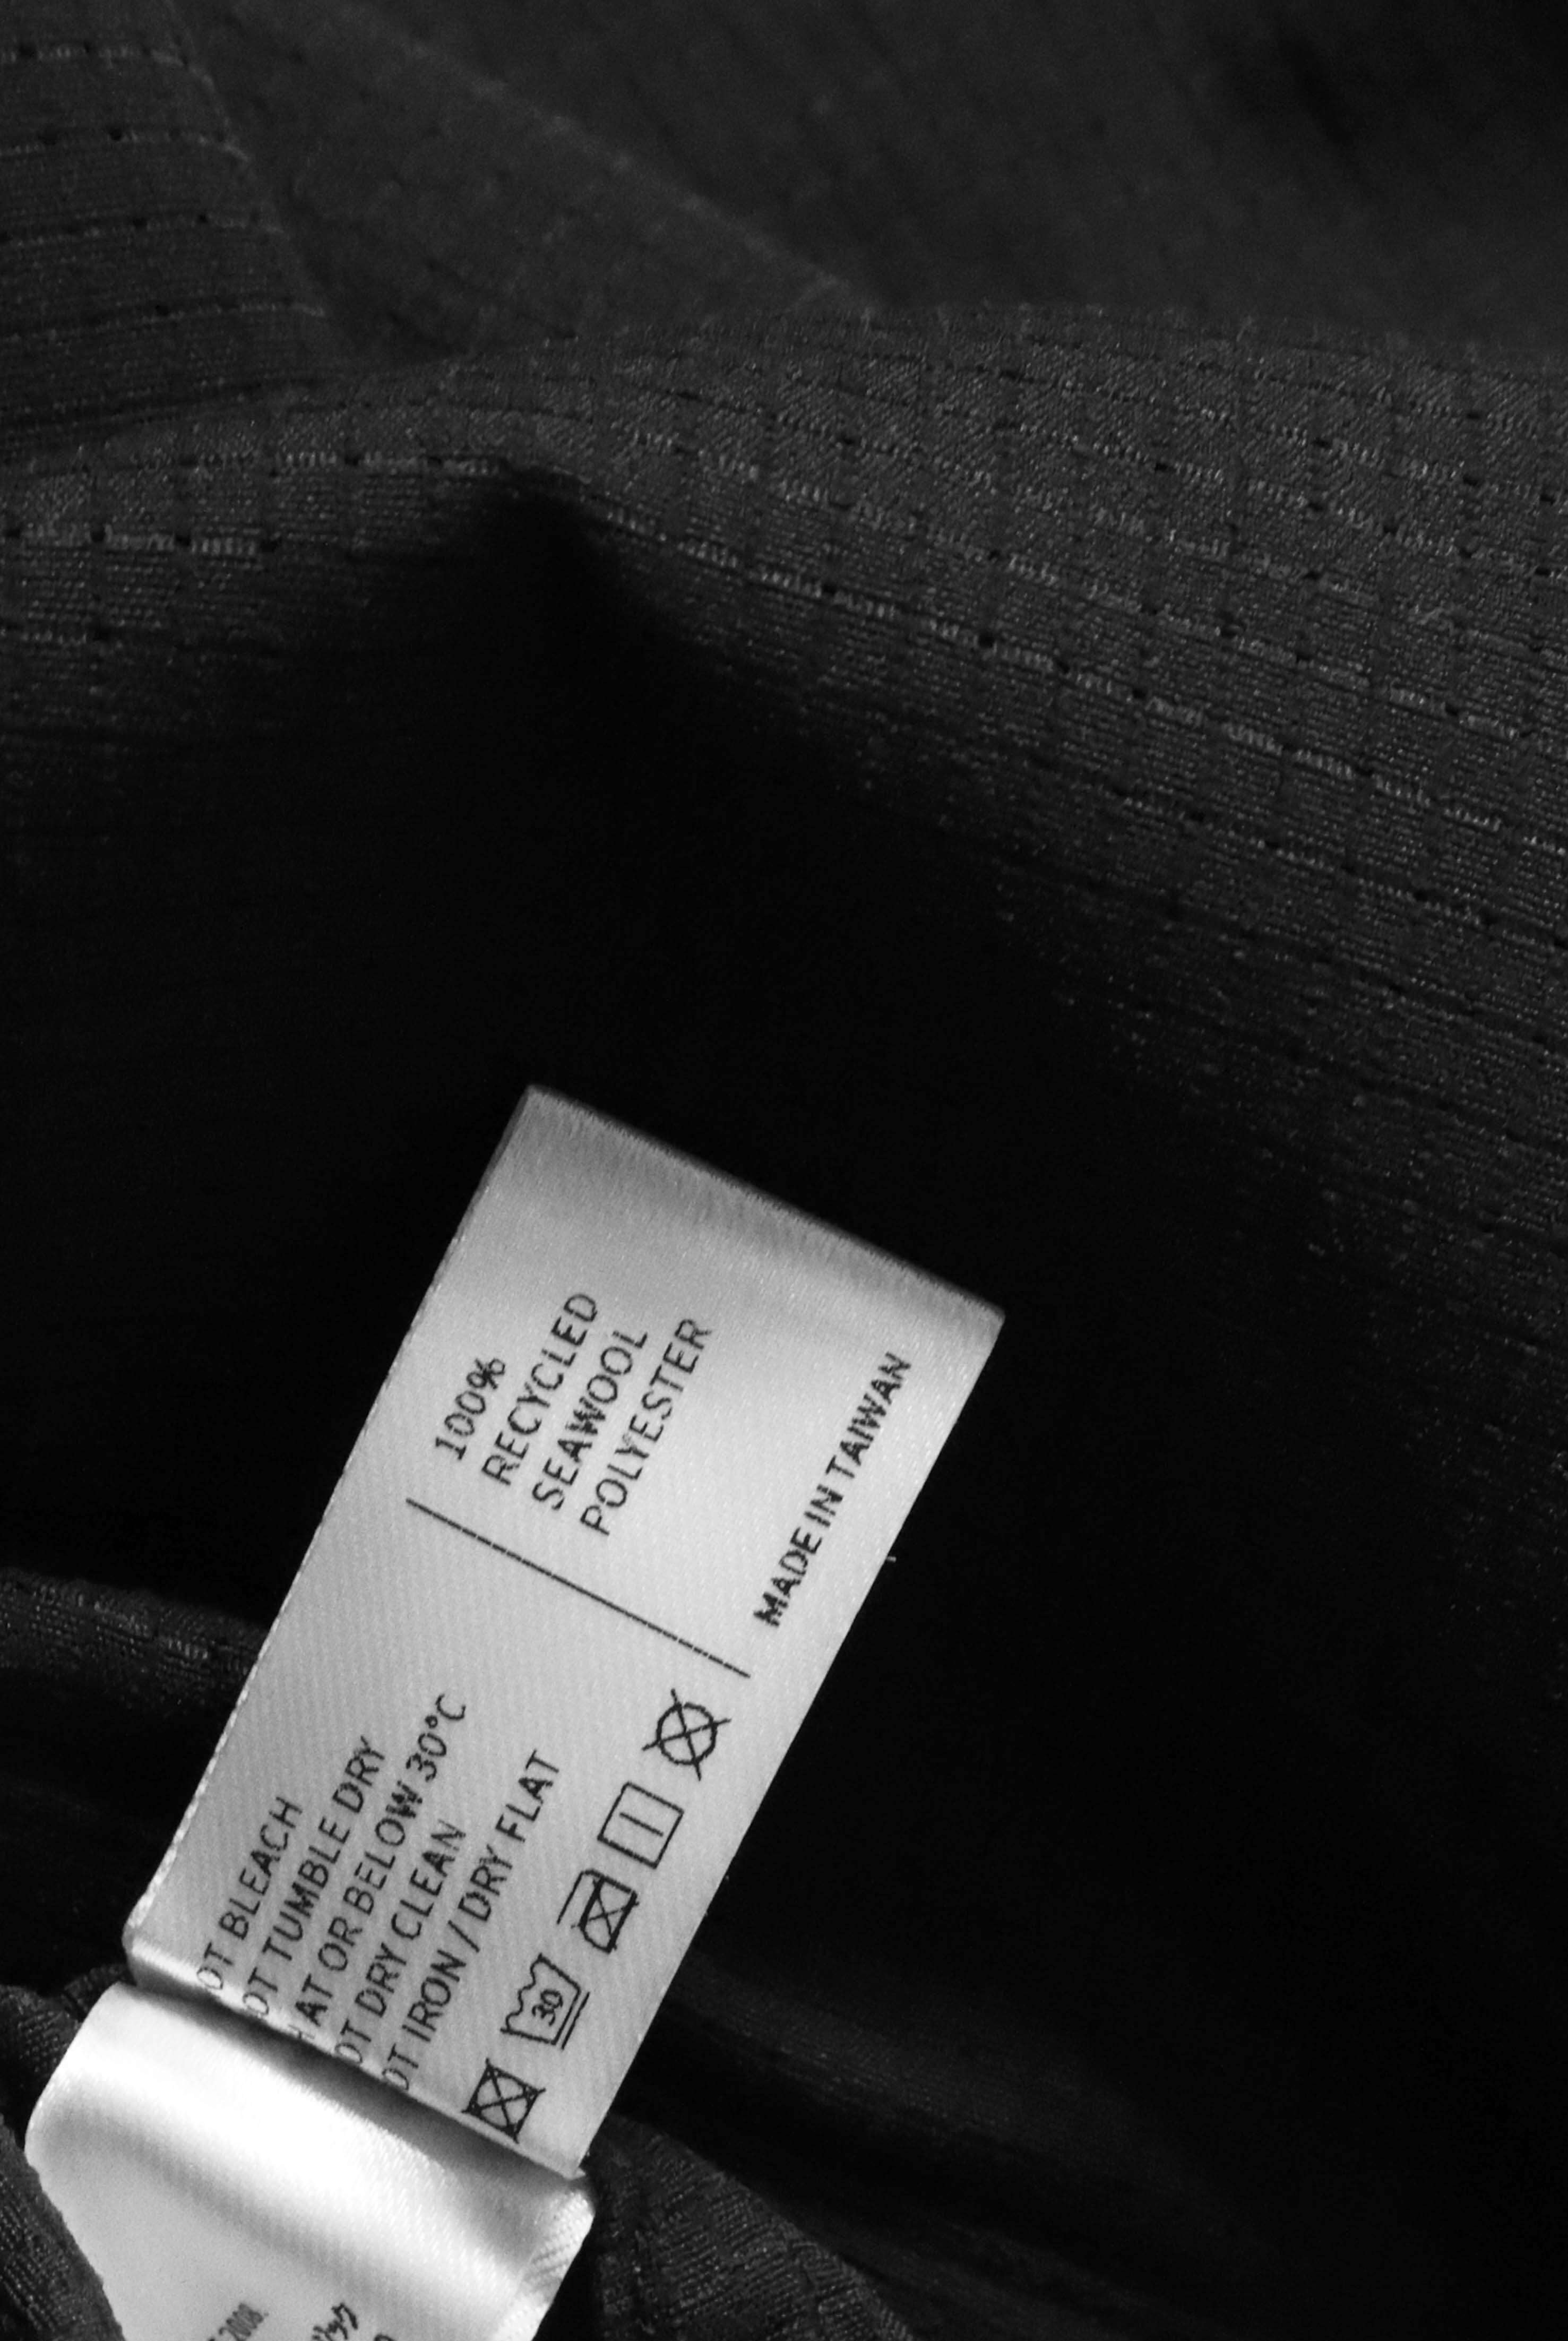 100%
RECYCLED
SEAWOOL
POLYESTER
MADE IN TAIWAN
OT BLEACH
OT TUMBLE DRY
H AT OR BELOW 30°C
OT DRY CLEAN
OT IRON / DRY FLAT
30
2008.